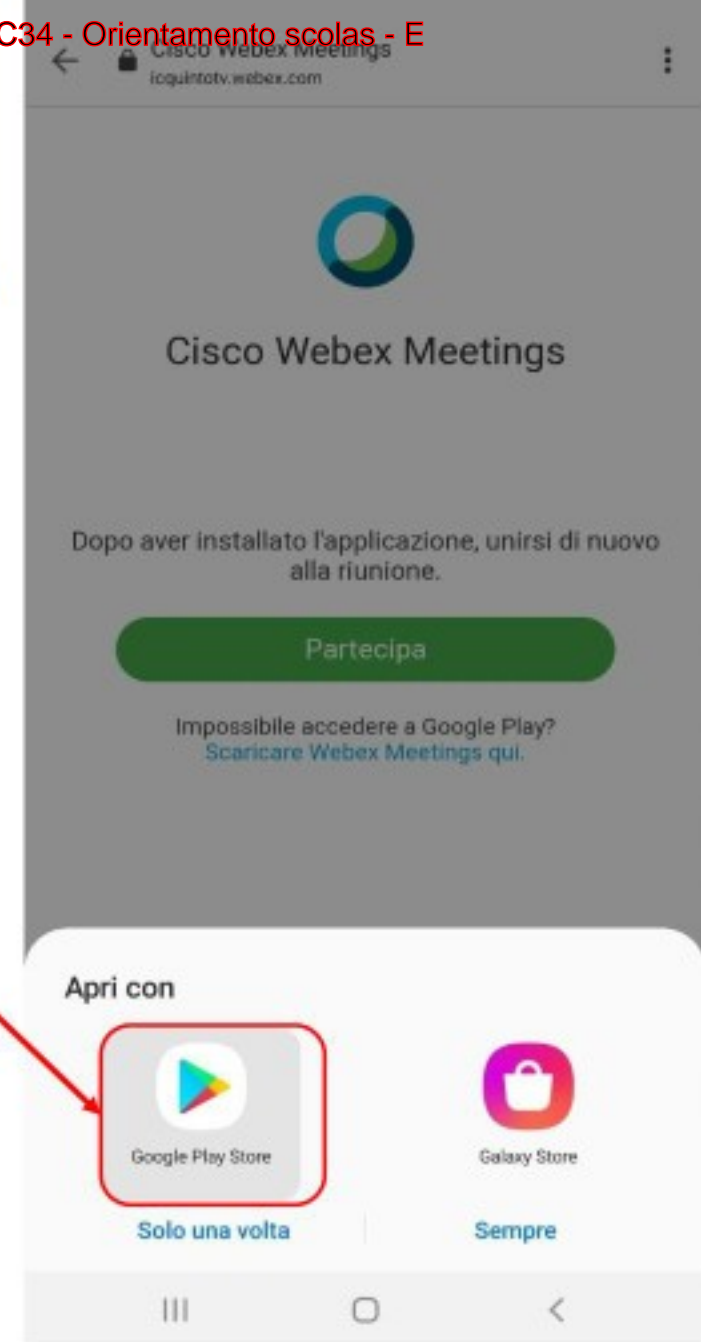 C34 - Orientamento scolas - E
Cisco Webex Meetings
icquintotv.webex.com
Cisco Webex Meetings
Dopo aver installato l'applicazione, unirsi di nuovo
alla riunione.
Partecipa
Impossibile accedere a Google Play?
Scaricare Webex Meetings qui.
Apri con
Google Play Store
Galaxy Store
Solo una volta
Sempre